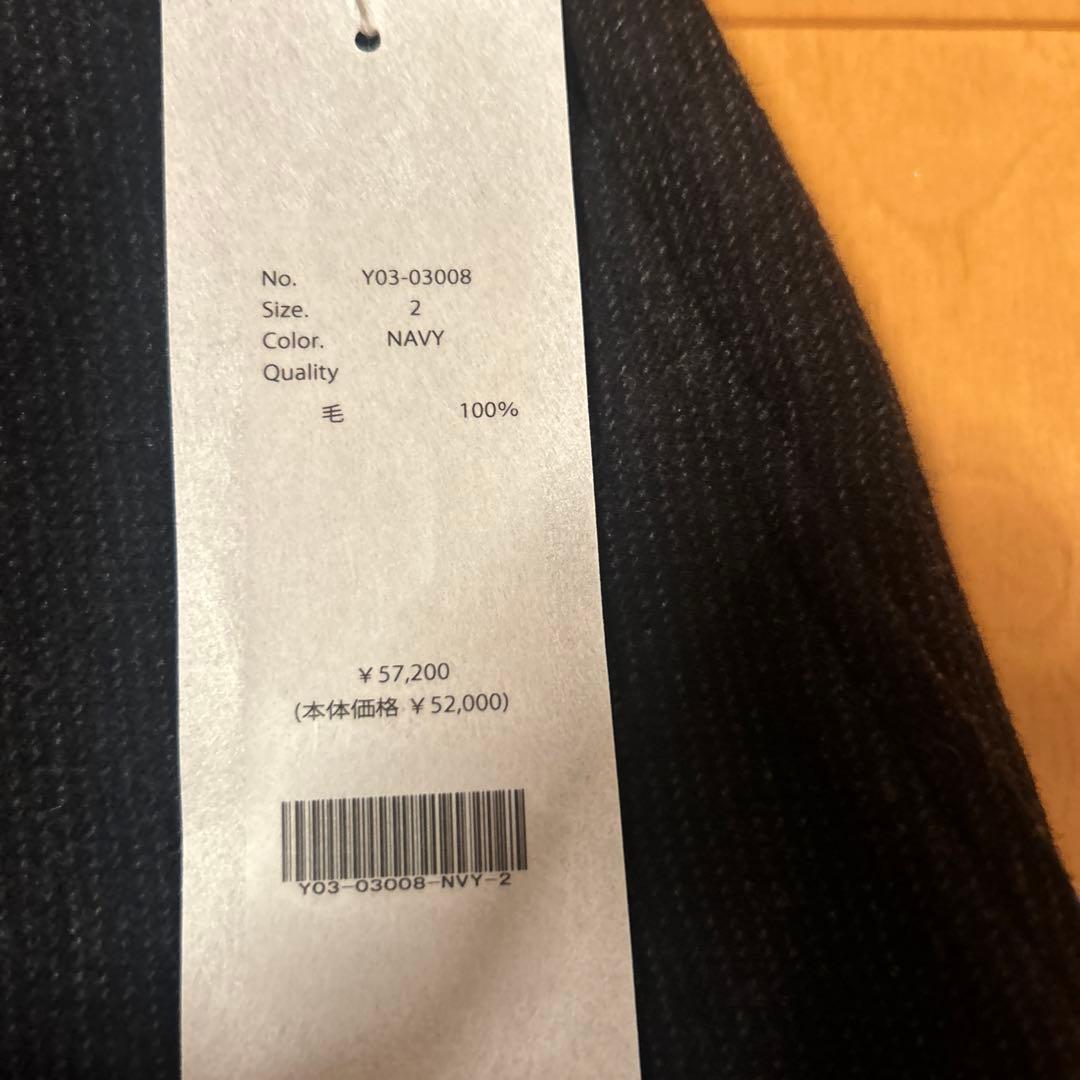 No. Y03-03008
Size. 2
Color. NAVY
Quality
毛 100%
￥57,200
(本体価格 ￥52,000)
Y03-03008-NVY-2